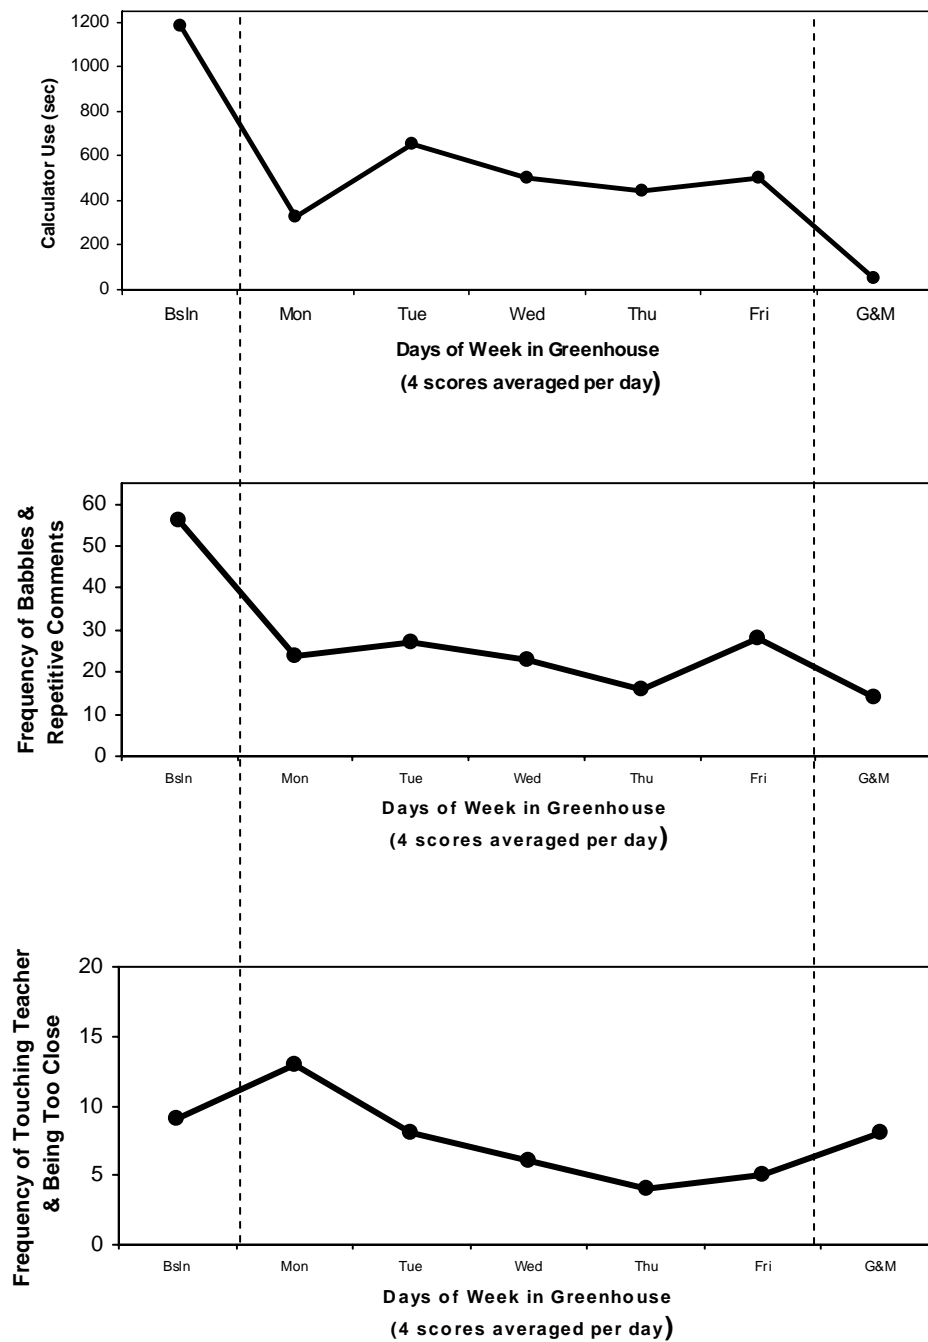 Calculator Use (sec)
1200
1000
800
600
400
200
0
Bsln Mon Tue Wed Thu Fri G&M
Days of Week in Greenhouse
(4 scores averaged per day)
Frequency of Babbles &
Repetitive Comments
60
50
40
30
20
10
0
Bsln Mon Tue Wed Thu Fri G&M
Days of Week in Greenhouse
(4 scores averaged per day)
Frequency of Touching Teacher
& Being Too Close
20
15
10
5
0
Bsln Mon Tue Wed Thu Fri G&M
Days of Week in Greenhouse
(4 scores averaged per day)